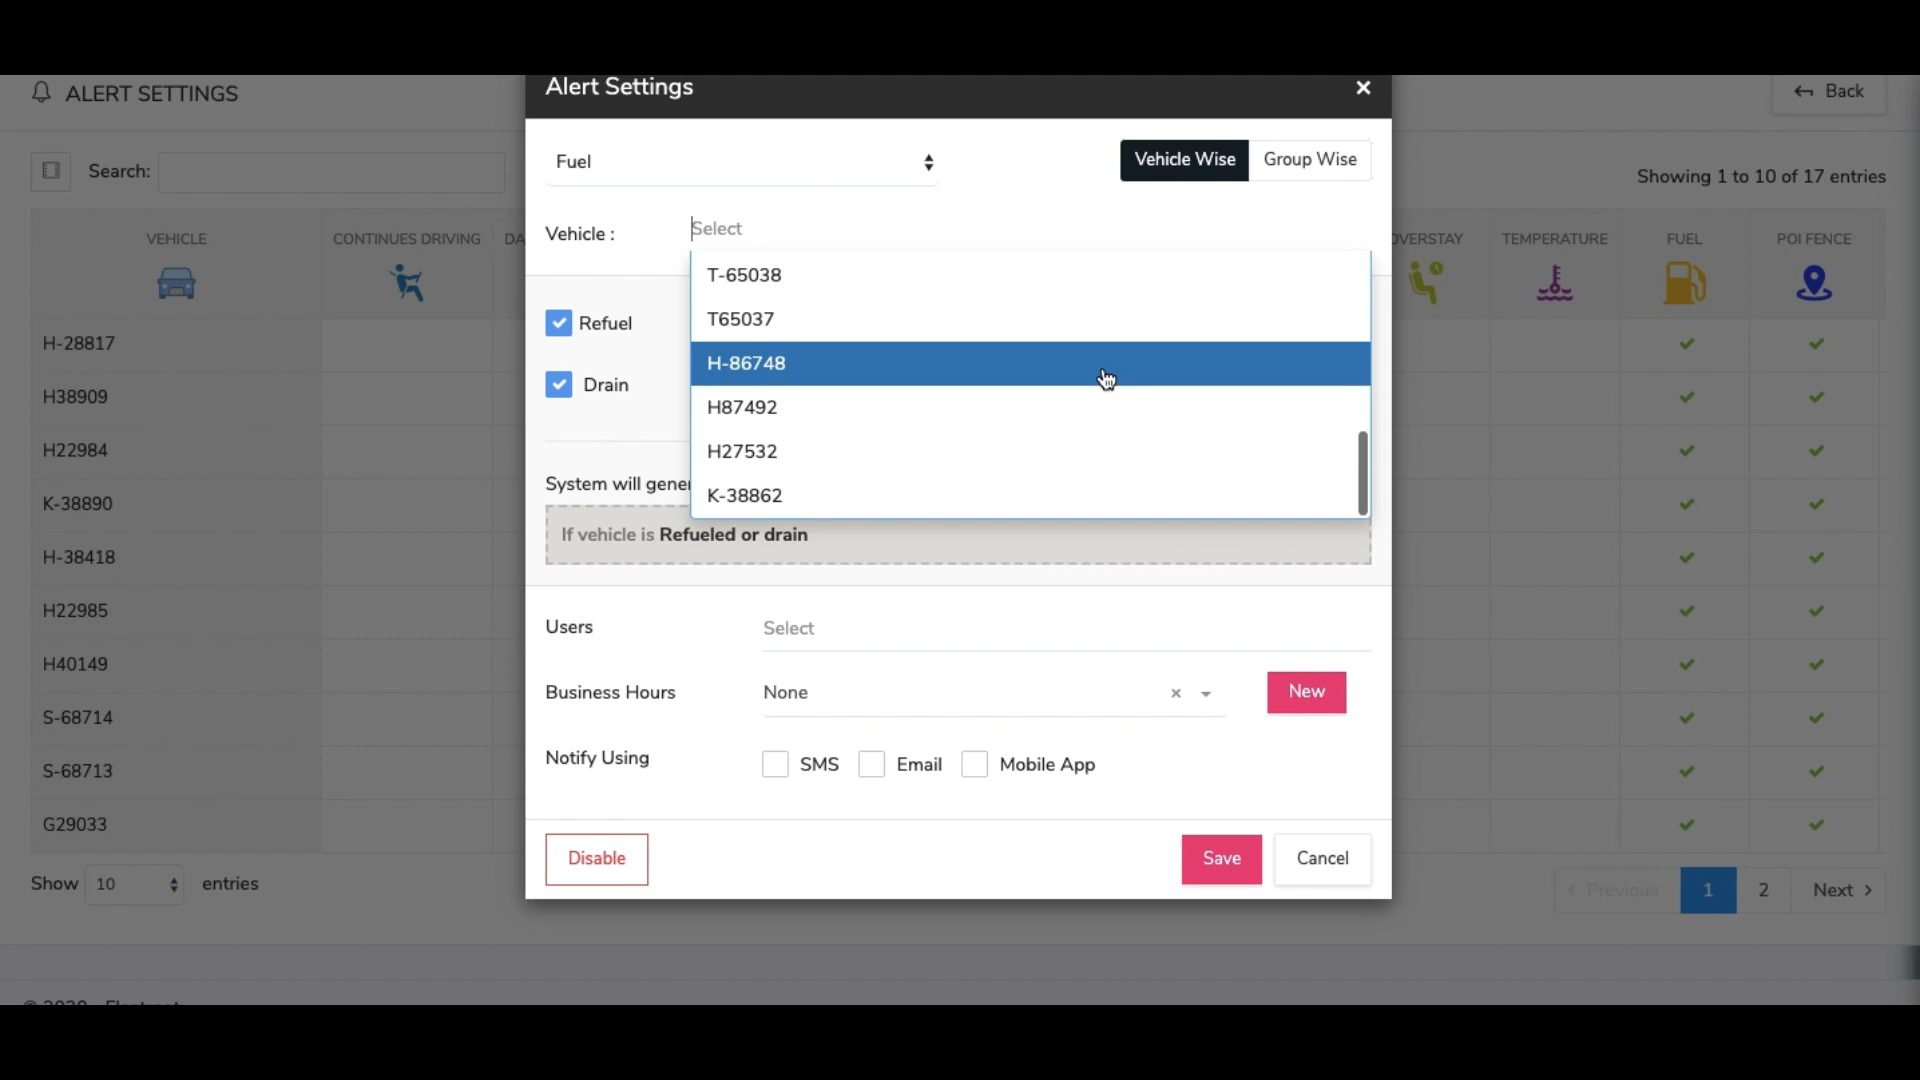 ALERT SETTINGS
Back
Search:
Showing 1 to 10 of 17 entries
VEHICLE
CONTINUES DRIVING
DA
OVERSTAY
TEMPERATURE
FUEL
POI FENCE
H-28817
H38909
H22984
K-38890
H-38418
H22985
H40149
S-68714
S-68713
G29033
Show 10 entries
Previous 1 2 Next
Alert Settings
Fuel
Vehicle Wise Group Wise
Vehicle : Select
T-65038
T65037
H-86748
H87492
H27532
K-38862
Refuel
Drain
System will gener
If vehicle is Refueled or drain
Users Select
Business Hours None New
Notify Using SMS Email Mobile App
Disable Save Cancel